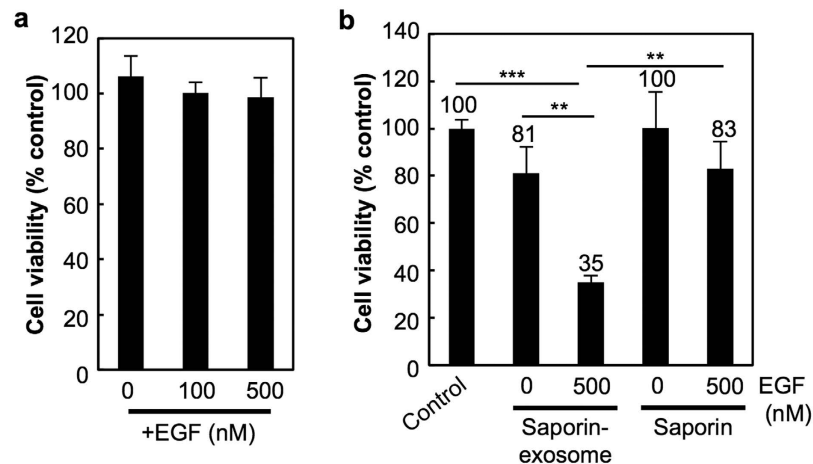 a
Cell viability (% control)
120
100
80
60
40
20
0
0 100 500
+EGF (nM)
b
Cell viability (% control)
140
120
100
80
60
40
20
0
**
***
**
100
100
81
83
35
Control
0 500 0 500 EGF
(nM)
Saporin-
exosome
Saporin